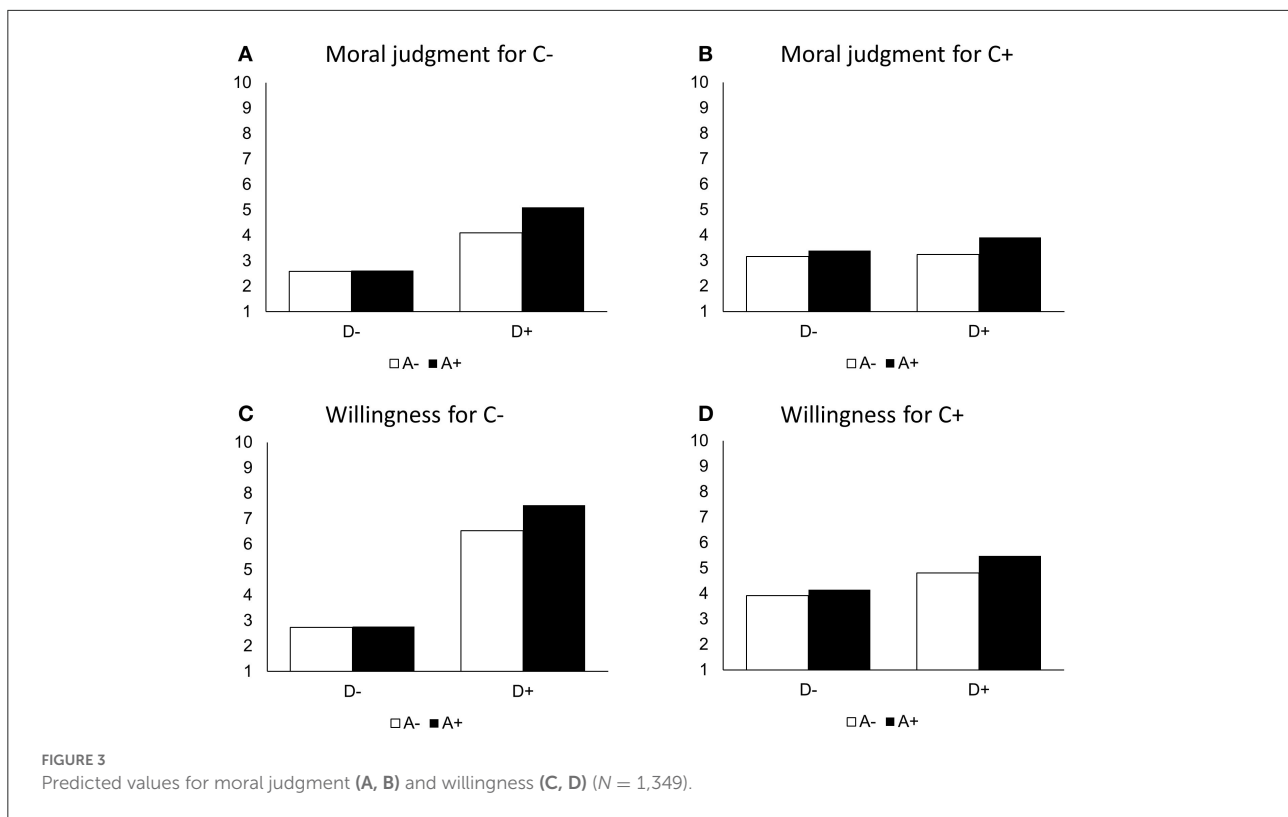 A Moral judgment for C-
10
9
8
7
6
5
4
3
2
1
D- D+
□ A- ■ A+
B Moral judgment for C+
10
9
8
7
6
5
4
3
2
1
D- D+
□ A- ■ A+
C Willingness for C-
10
9
8
7
6
5
4
3
2
1
D- D+
□ A- ■ A+
D Willingness for C+
10
9
8
7
6
5
4
3
2
1
D- D+
□ A- ■ A+
FIGURE 3
Predicted values for moral judgment (A, B) and willingness (C, D) (N = 1,349).